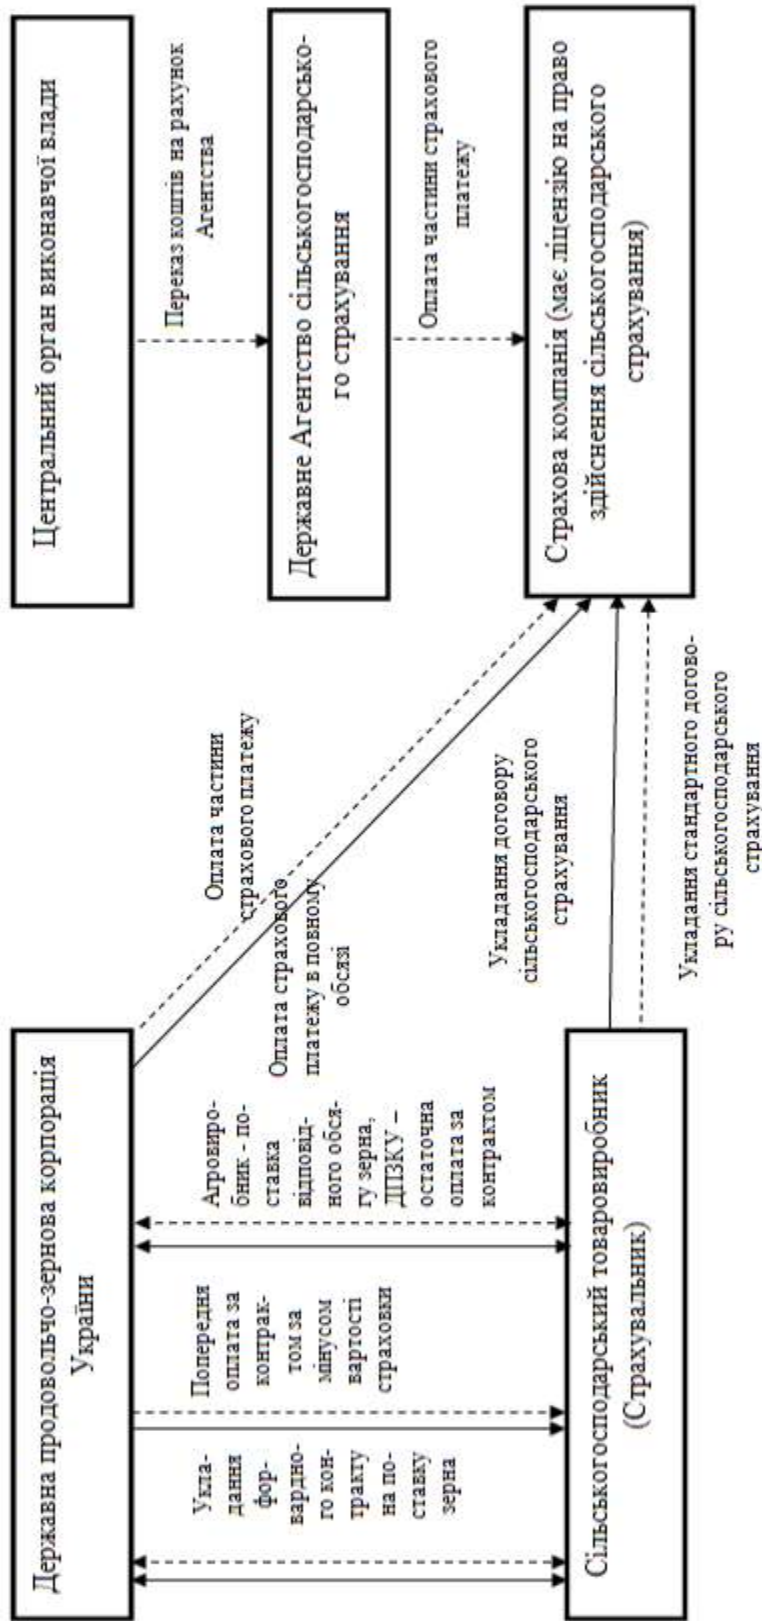 Державна продовольчо-зернова корпорація
України
Центральний орган виконавчої влади
Переказ коштів на рахунок
Агентства
Державне Агентство сільськогосподарсько-
го страхування
Оплата частини страхового
платежу
Страхова компанія (має ліцензію на право
здійснення сільськогосподарського
страхування)
Оплата частини
страхового платежу
Оплата страхового
платежу в повному
обсязі
Укла-
дання
фор-
вардно-
го кон-
тракту
на по-
ставку
зерна
Попередня
оплата за
контрак-
том за
мінусом
вартості
страховки
Агровиро-
бник - по-
ставка
відповід-
ного обся-
гу зерна,
ДПЗКУ –
остаточна
оплата за
контрактом
Укладання договору
сільськогосподарського
страхування
Укладання стандартного догово-
ру сільськогосподарського
страхування
Сільськогосподарський товаровиробник
(Страхувальник)